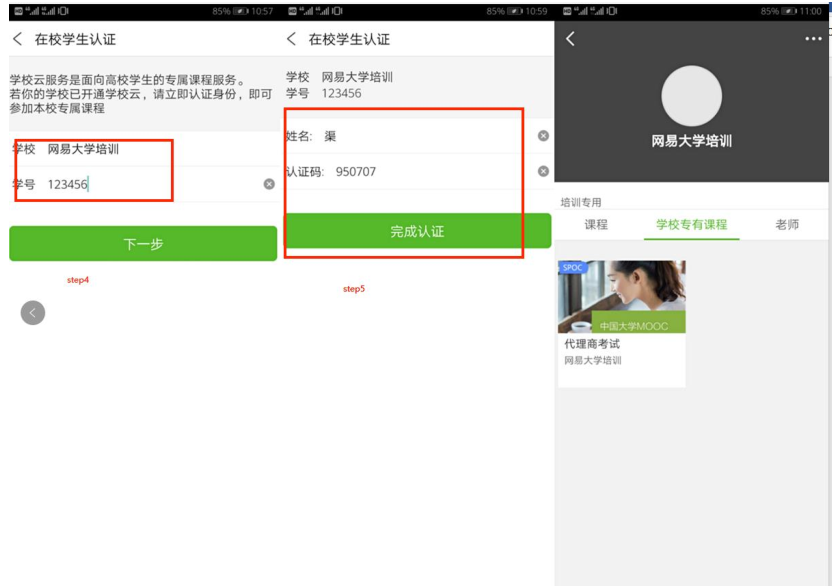 85% 10:57
在校学生认证
学校云服务是面向高校学生的专属课程服务。
若你的学校已开通学校云，请立即认证身份，即可
参加本校专属课程
学校 网易大学培训
学号 123456
下一步
step4
85% 10:59
在校学生认证
学校 网易大学培训
学号 123456
姓名: 渠
认证码: 950707
完成认证
step5
85% 11:00
网易大学培训
培训专用
课程 学校专有课程 老师
SPOC
中国大学MOOC
代理商考试
网易大学培训